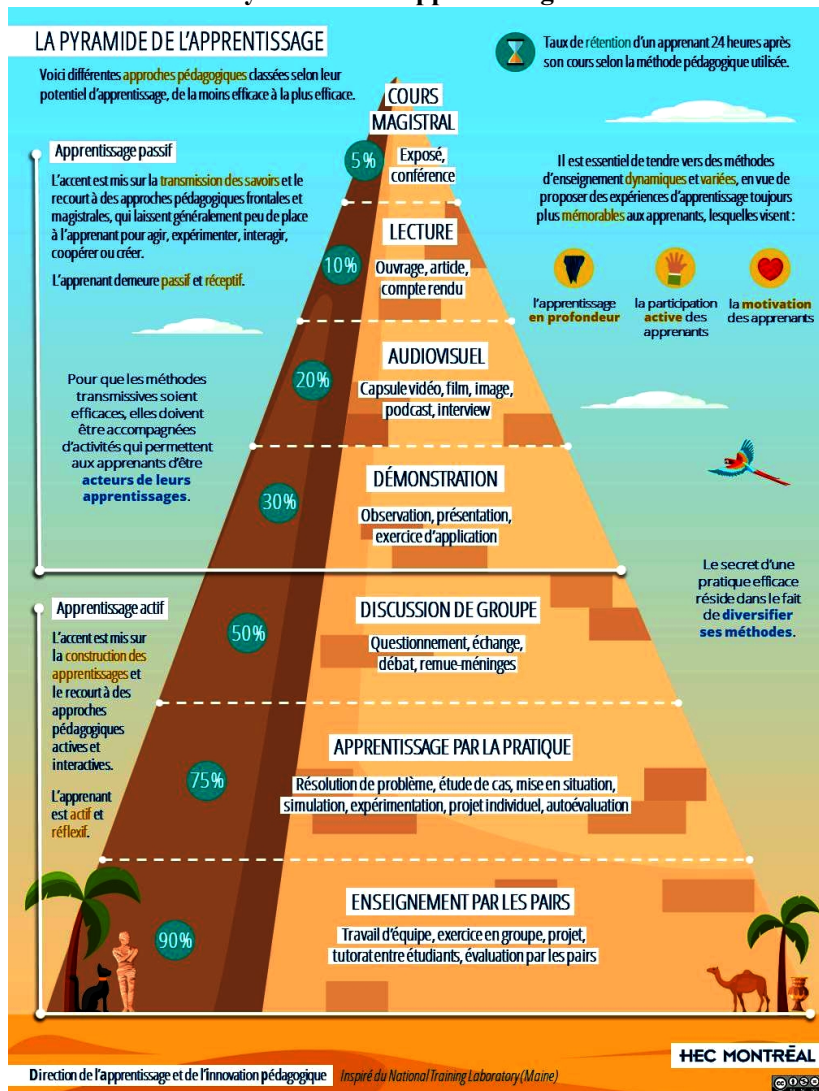 LA PYRAMIDE DE L'APPRENTISSAGE
Voici différentes approches pédagogiques classées selon leur
potentiel d'apprentissage, de la moins efficace à la plus efficace.
Taux de rétention d'un apprenant 24 heures après
son cours selon la méthode pédagogique utilisée.
COURS
MAGISTRAL
5%
Exposé,
conférence
Apprentissage passif
L'accent est mis sur la transmission des savoirs et le
recourt à des approches pédagogiques frontales et
magistrales, qui laissent généralement peu de place
à l'apprenant pour agir, expérimenter, interagir,
coopérer ou créer.
L'apprenant demeure passif et réceptif.
Il est essentiel de tendre vers des méthodes
d'enseignement dynamiques et variées, en vue de
proposer des expériences d'apprentissage toujours
plus mémorables aux apprenants, lesquelles visent :
l'apprentissage
en profondeur
la participation
active des
apprenants
la motivation
des apprenants
LECTURE
10%
Ouvrage, article,
compte rendu
AUDIOVISUEL
20%
Capsule vidéo, film, image,
podcast, interview
Pour que les méthodes
transmissives soient
efficaces, elles doivent
être accompagnées
d'activités qui permettent
aux apprenants d'être
acteurs de leurs
apprentissages.
DÉMONSTRATION
30%
Observation, présentation,
exercice d'application
Le secret d'une
pratique efficace
réside dans le fait
de diversifier
ses méthodes.
Apprentissage actif
L'accent est mis sur
la construction des
apprentissages et
le recourt à des
approches
pédagogiques
actives et
interactives.
L'apprenant
est actif et
réflexif.
DISCUSSION DE GROUPE
50%
Questionnement, échange,
débat, remue-méninges
APPRENTISSAGE PAR LA PRATIQUE
75%
Résolution de problème, étude de cas, mise en situation,
simulation, expérimentation, projet individuel, autoévaluation
ENSEIGNEMENT PAR LES PAIRS
90%
Travail d'équipe, exercice en groupe, projet,
tutorat entre étudiants, évaluation par les pairs
HEC MONTRÉAL
Direction de l'apprentissage et de l'innovation pédagogique Inspiré du National Training Laboratory (Maine)